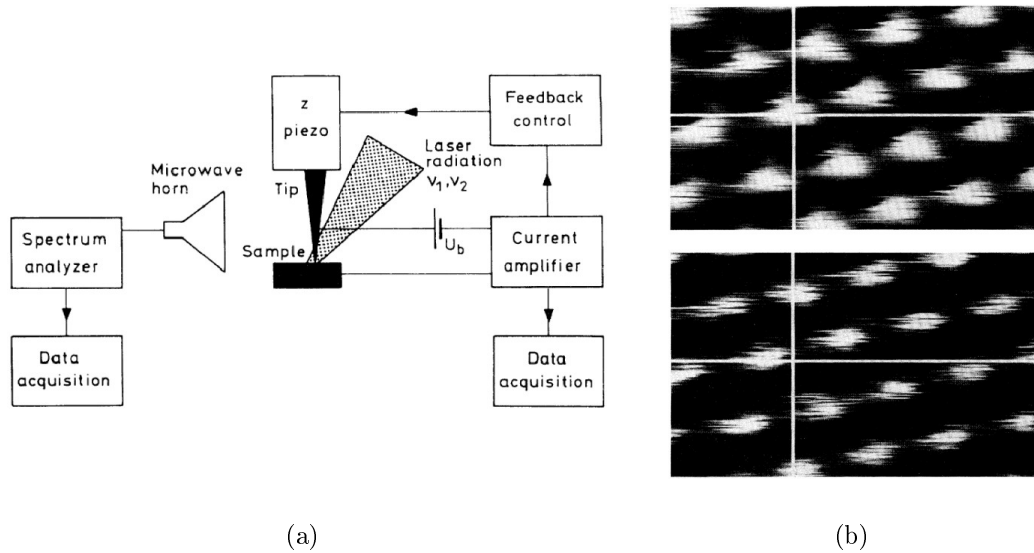 z
piezo
Feedback
control
Laser
radiation
ν₁,ν₂
Microwave
horn
Tip
Spectrum
analyzer
Sample
U_b
Current
amplifier
Data
acquisition
Data
acquisition
(a)
(b)